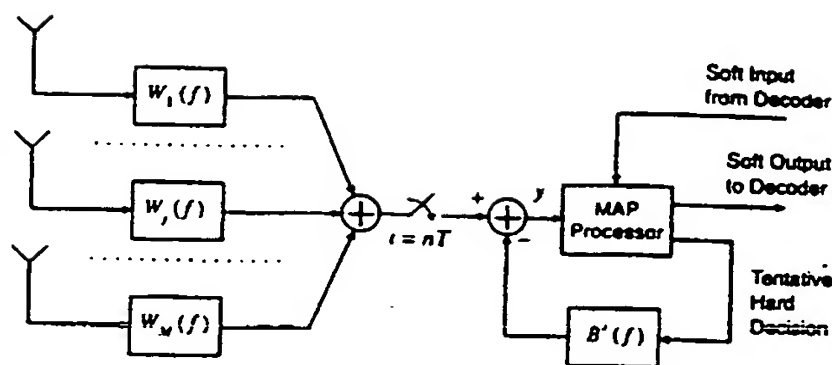 W₁(f)
Soft Input
from Decoder
Soft Output
to Decoder
Wⱼ(f)
+
y
MAP
Processor
−
t = nT
Tentative
Hard
Decision
W_M(f)
B'(f)